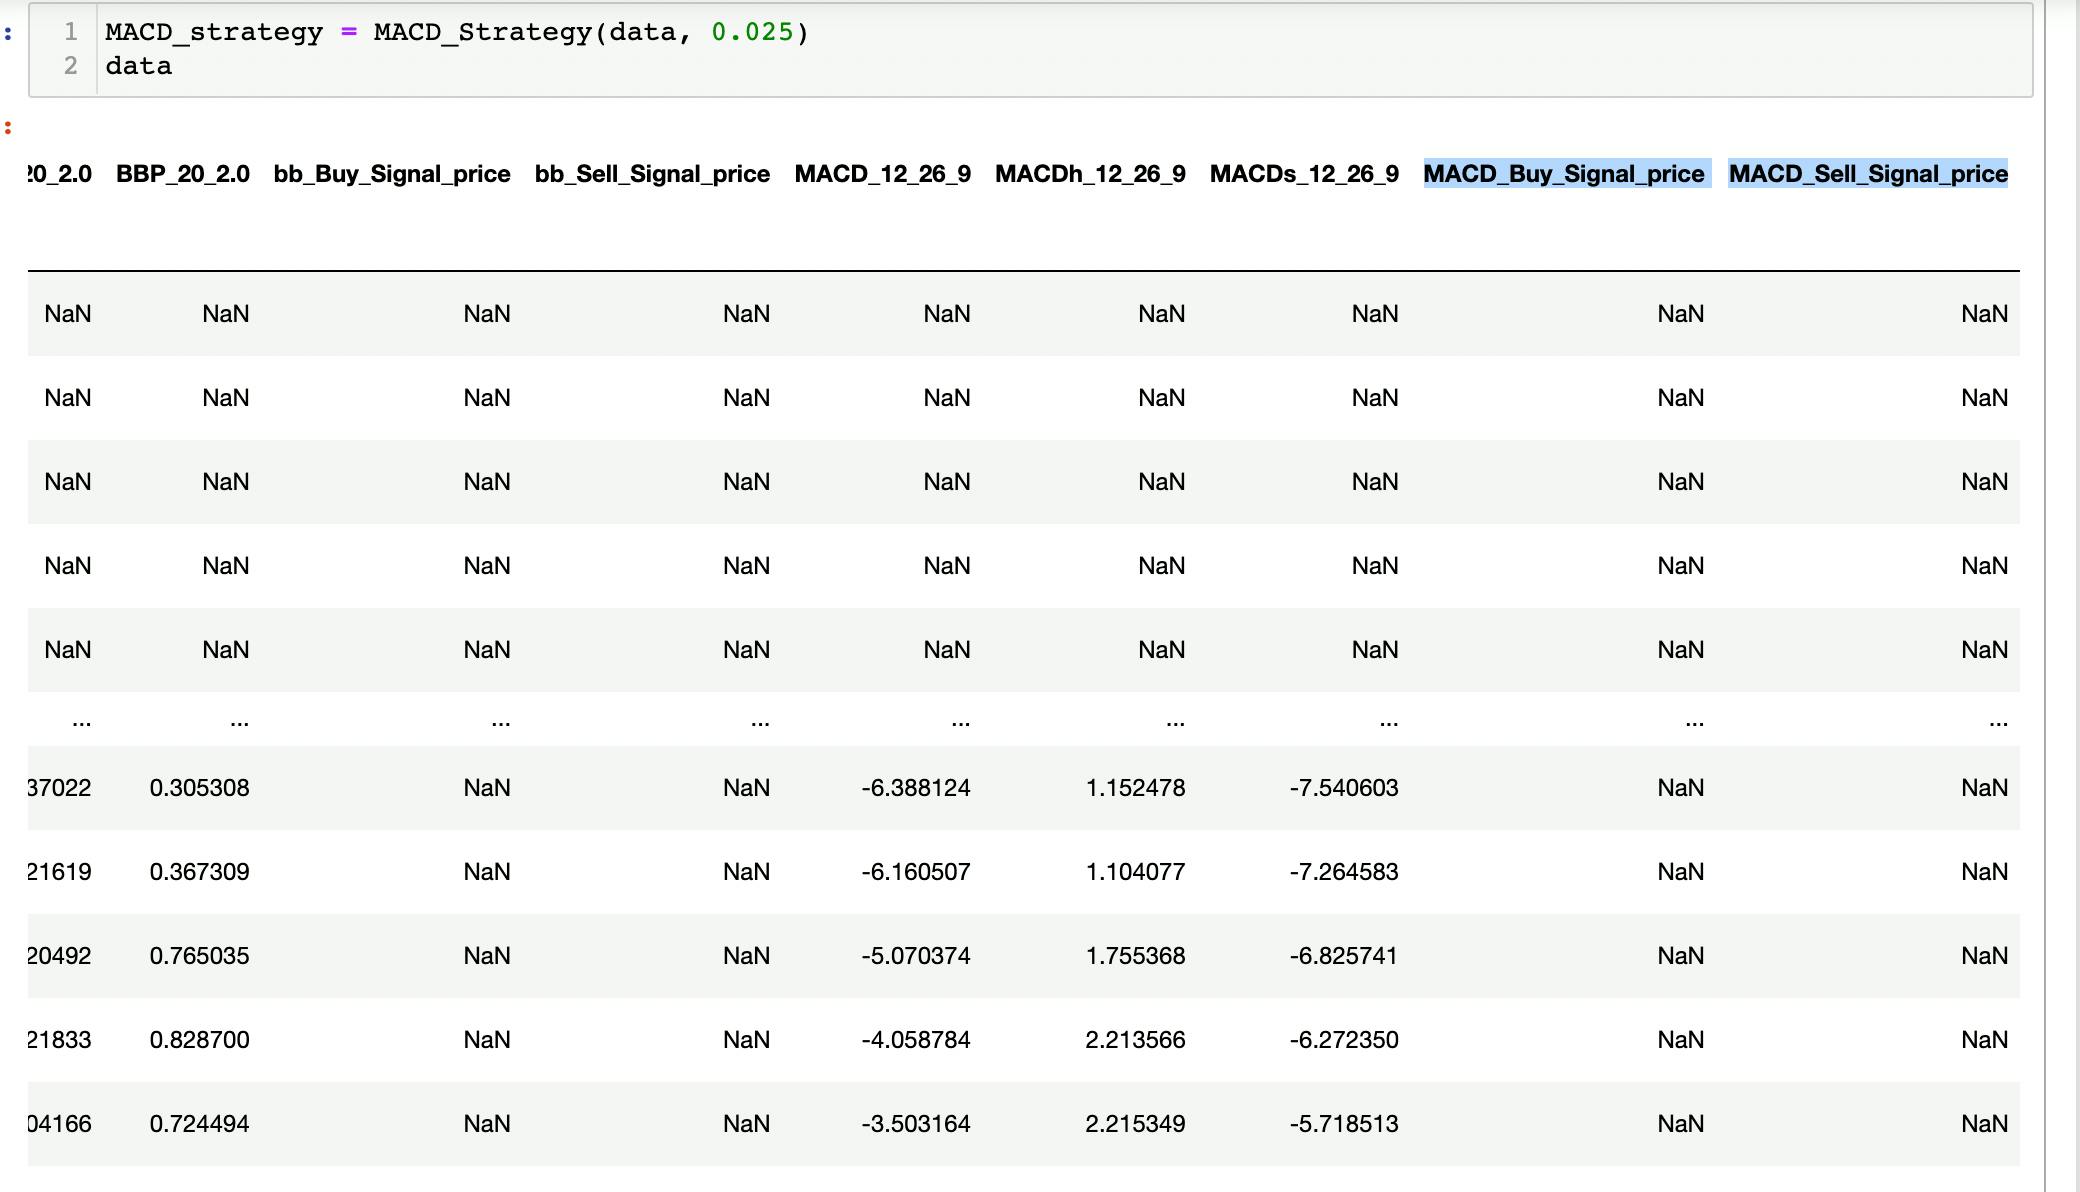 :
1 MACD_strategy = MACD_Strategy(data, 0.025)
2 data
:
20_2.0 BBP_20_2.0 bb_Buy_Signal_price bb_Sell_Signal_price MACD_12_26_9 MACDh_12_26_9 MACDs_12_26_9 MACD_Buy_Signal_price MACD_Sell_Signal_price
NaN NaN NaN NaN NaN NaN NaN NaN NaN
NaN NaN NaN NaN NaN NaN NaN NaN NaN
NaN NaN NaN NaN NaN NaN NaN NaN NaN
NaN NaN NaN NaN NaN NaN NaN NaN NaN
NaN NaN NaN NaN NaN NaN NaN NaN NaN
... ... ... ... ... ... ... ... ...
37022 0.305308 NaN NaN -6.388124 1.152478 -7.540603 NaN NaN
21619 0.367309 NaN NaN -6.160507 1.104077 -7.264583 NaN NaN
20492 0.765035 NaN NaN -5.070374 1.755368 -6.825741 NaN NaN
21833 0.828700 NaN NaN -4.058784 2.213566 -6.272350 NaN NaN
04166 0.724494 NaN NaN -3.503164 2.215349 -5.718513 NaN NaN